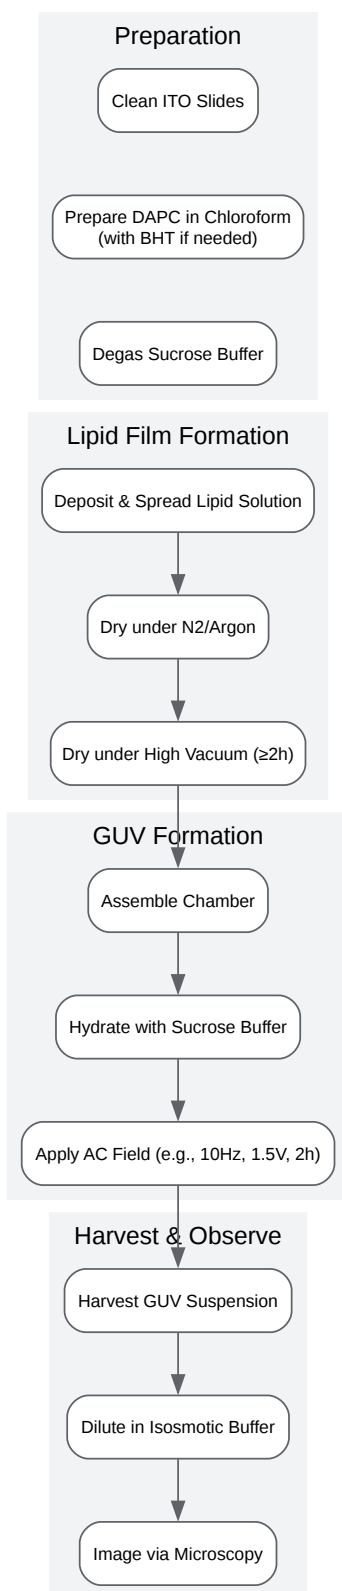 Preparation
Clean ITO Slides
Prepare DAPC in Chloroform
(with BHT if needed)
Degas Sucrose Buffer
Lipid Film Formation
Deposit & Spread Lipid Solution
Dry under N2/Argon
Dry under High Vacuum (≥2h)
GUV Formation
Assemble Chamber
Hydrate with Sucrose Buffer
Apply AC Field (e.g., 10Hz, 1.5V, 2h)
Harvest & Observe
Harvest GUV Suspension
Dilute in Isosmotic Buffer
Image via Microscopy